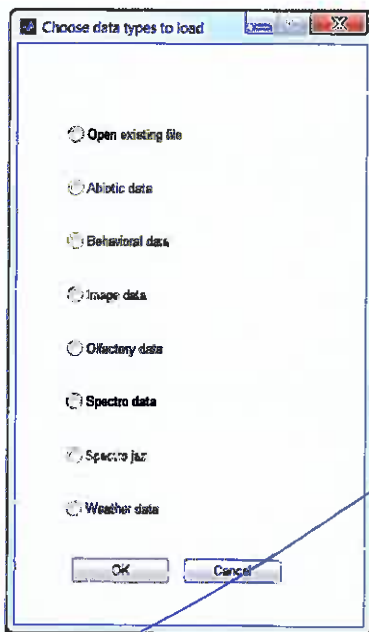 Choose data types to load
Open existing file
Abiotic data
Behavioral data
Image data
Olfactory data
Spectro data
Spectro jaz
Weather data
OK
Cancel